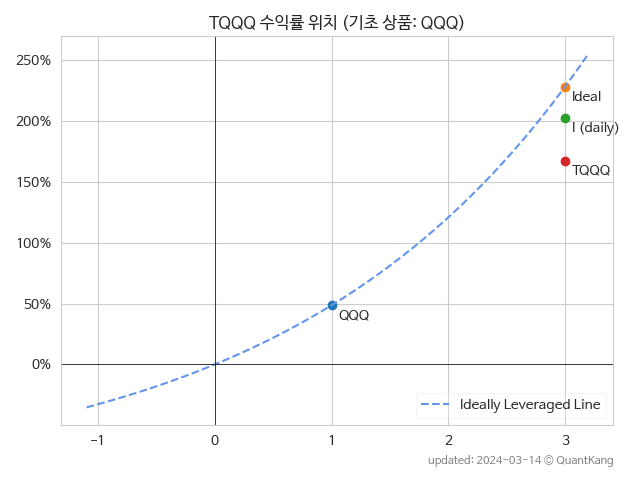 TQQQ 수익률 위치 (기초 상품: QQQ)
250%
200%
150%
100%
50%
0%
Ideal
I (daily)
TQQQ
QQQ
Ideally Leveraged Line
−1
0
1
2
3
updated: 2024-03-14 © QuantKang